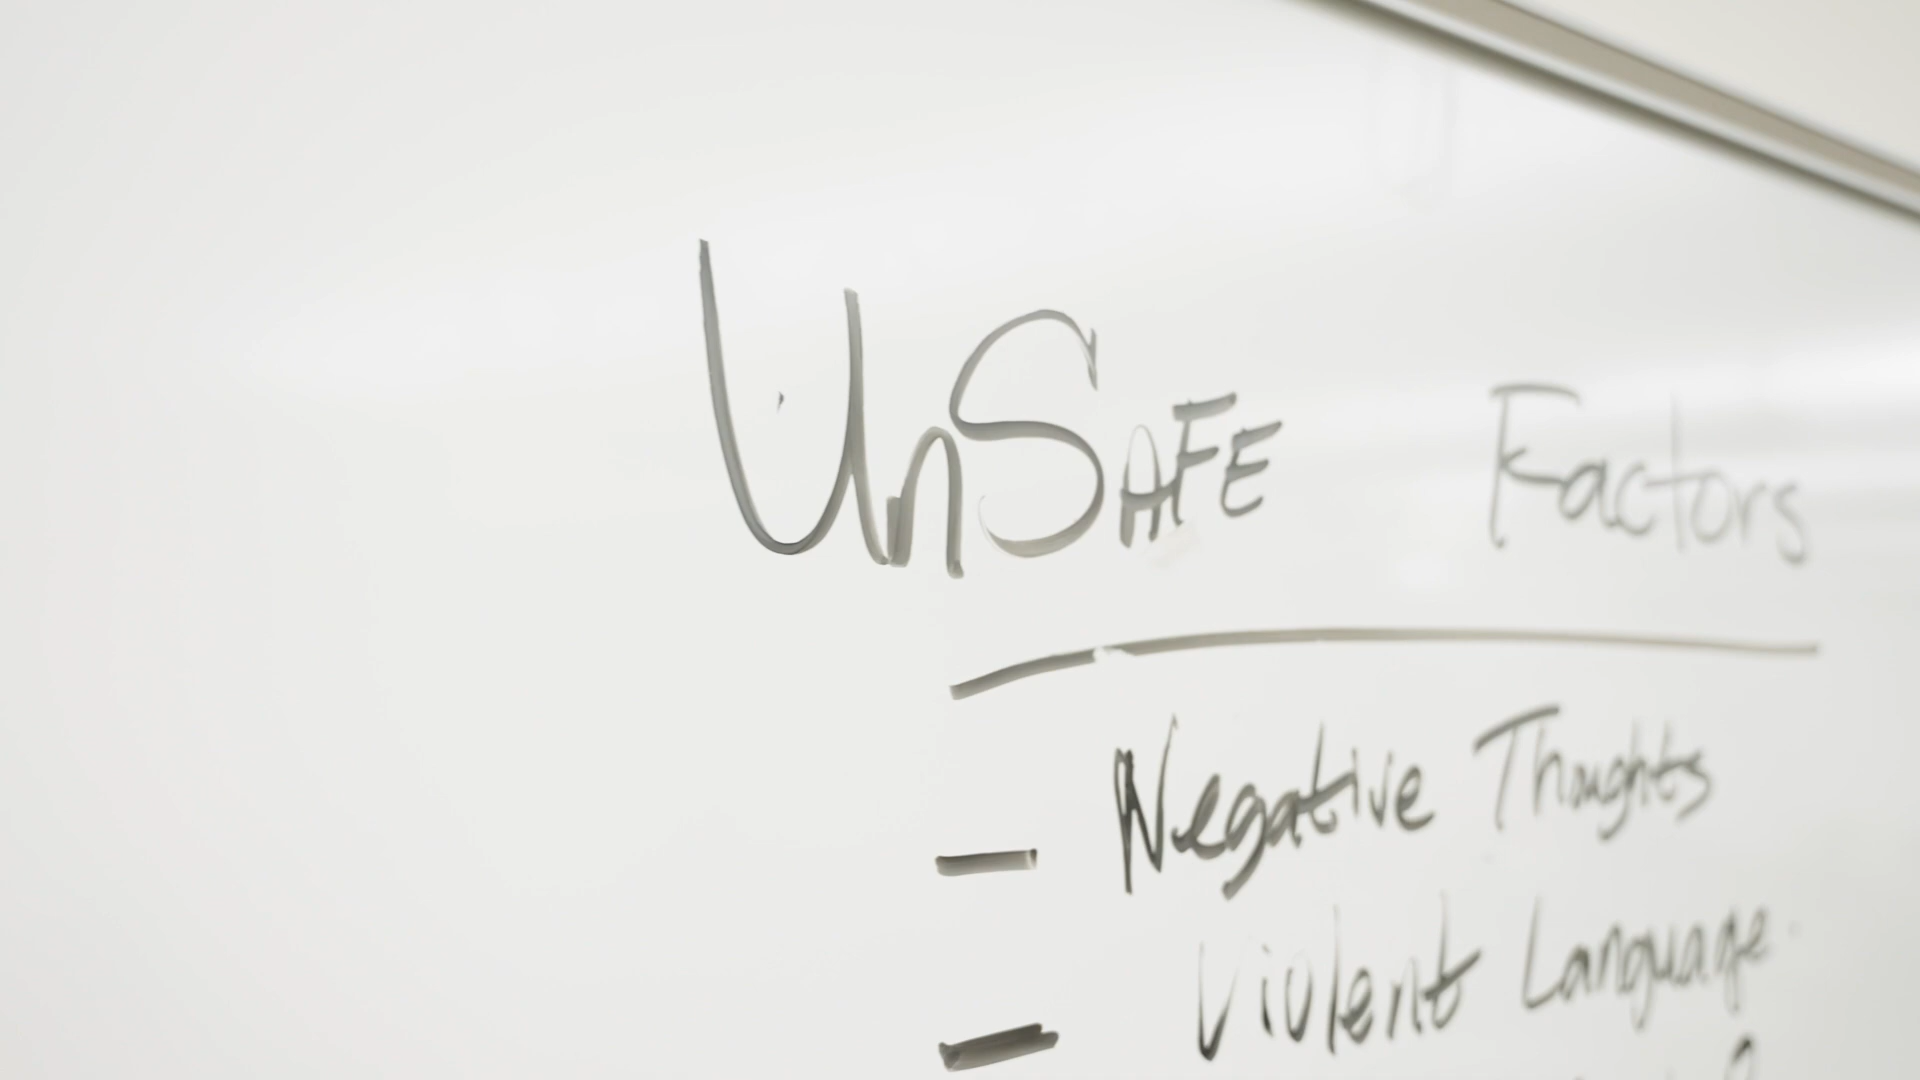 UnSAFE Factors
- Negative Thoughts
- Violent Language